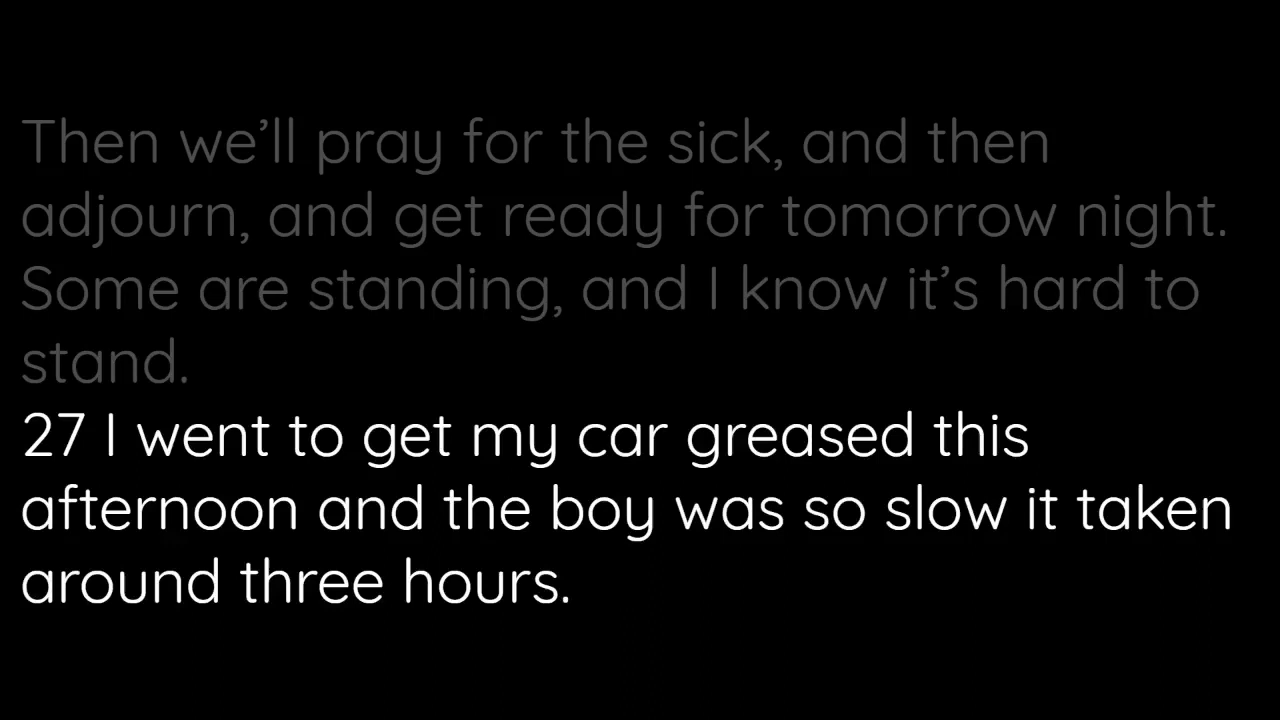 Then we’ll pray for the sick, and then
adjourn, and get ready for tomorrow night.
Some are standing, and I know it’s hard to
stand.
27 I went to get my car greased this
afternoon and the boy was so slow it taken
around three hours.